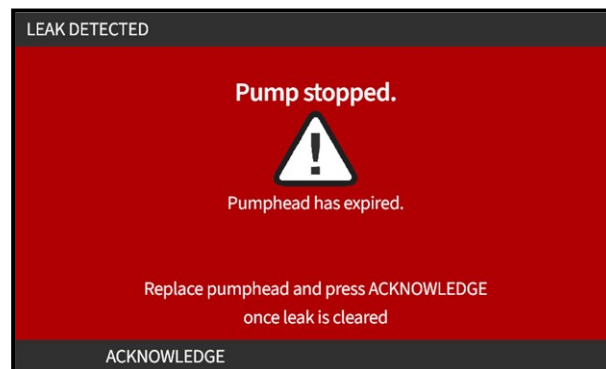 LEAK DETECTED
Pump stopped.
!
Pumphead has expired.
Replace pumphead and press ACKNOWLEDGE
once leak is cleared
ACKNOWLEDGE